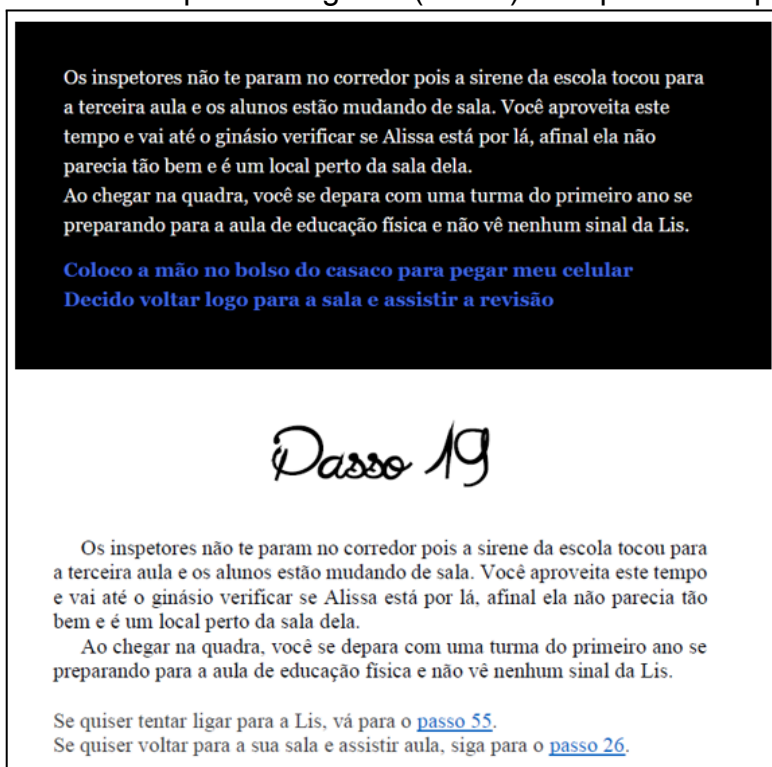 Os inspetores não te param no corredor pois a sirene da escola tocou para
a terceira aula e os alunos estão mudando de sala. Você aproveita este
tempo e vai até o ginásio verificar se Alissa está por lá, afinal ela não
parecia tão bem e é um local perto da sala dela.
Ao chegar na quadra, você se depara com uma turma do primeiro ano se
preparando para a aula de educação física e não vê nenhum sinal da Lis.
Coloco a mão no bolso do casaco para pegar meu celular
Decido voltar logo para a sala e assistir a revisão
Passo 19
Os inspetores não te param no corredor pois a sirene da escola tocou para
a terceira aula e os alunos estão mudando de sala. Você aproveita este tempo
e vai até o ginásio verificar se Alissa está por lá, afinal ela não parecia tão
bem e é um local perto da sala dela.
Ao chegar na quadra, você se depara com uma turma do primeiro ano se
preparando para a aula de educação física e não vê nenhum sinal da Lis.
Se quiser tentar ligar para a Lis, vá para o passo 55.
Se quiser voltar para a sua sala e assistir aula, siga para o passo 26.